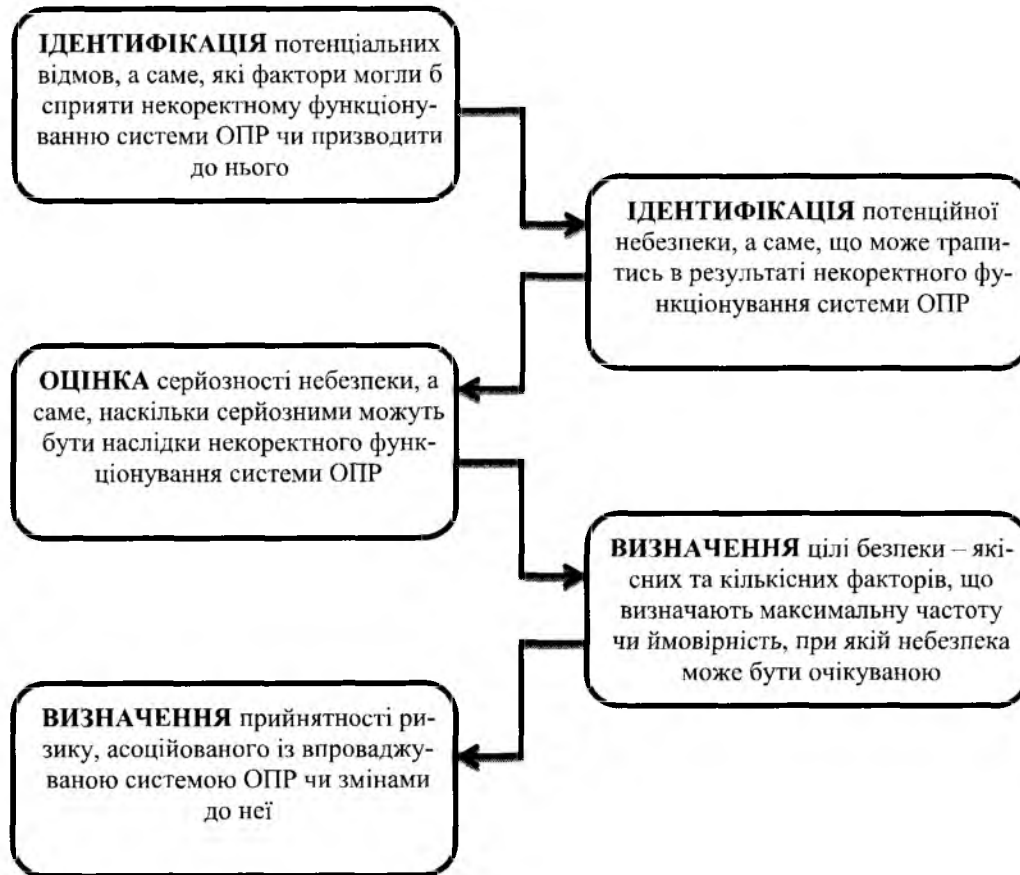 ІДЕНТИФІКАЦІЯ потенціальних
відмов, а саме, які фактори могли б
сприяти некоректному функціону-
ванню системи ОПР чи призводити
до нього
ІДЕНТИФІКАЦІЯ потенційної
небезпеки, а саме, що може трапи-
тись в результаті некоректного фу-
нкціонування системи ОПР
ОЦІНКА серйозності небезпеки, а
саме, наскільки серйозними можуть
бути наслідки некоректного функ-
ціонування системи ОПР
ВИЗНАЧЕННЯ цілі безпеки – які-
сних та кількісних факторів, що
визначають максимальну частоту
чи ймовірність, при якій небезпека
може бути очікуваною
ВИЗНАЧЕННЯ прийнятності ри-
зику, асоційованого із впроваджу-
ваною системою ОПР чи змінами
до неї